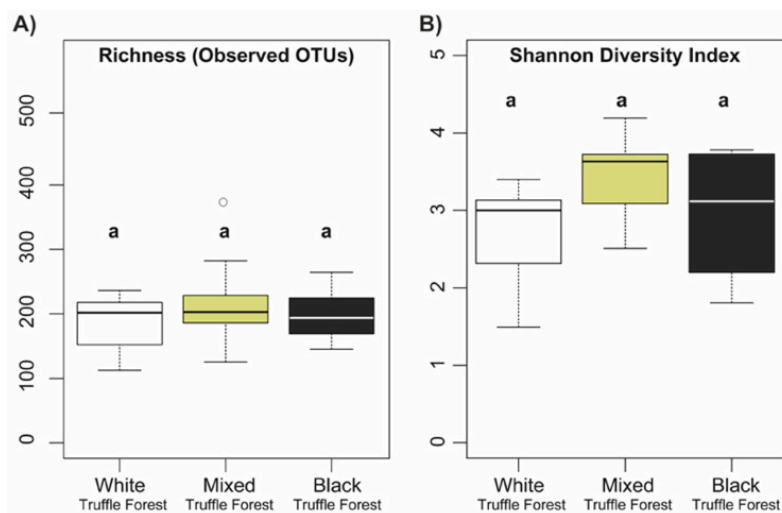 A)
Richness (Observed OTUs)
500
400
300
200
100
0
a
a
a
White
Truffle Forest
Mixed
Truffle Forest
Black
Truffle Forest
B)
Shannon Diversity Index
5
4
3
2
1
0
a
a
a
White
Truffle Forest
Mixed
Truffle Forest
Black
Truffle Forest